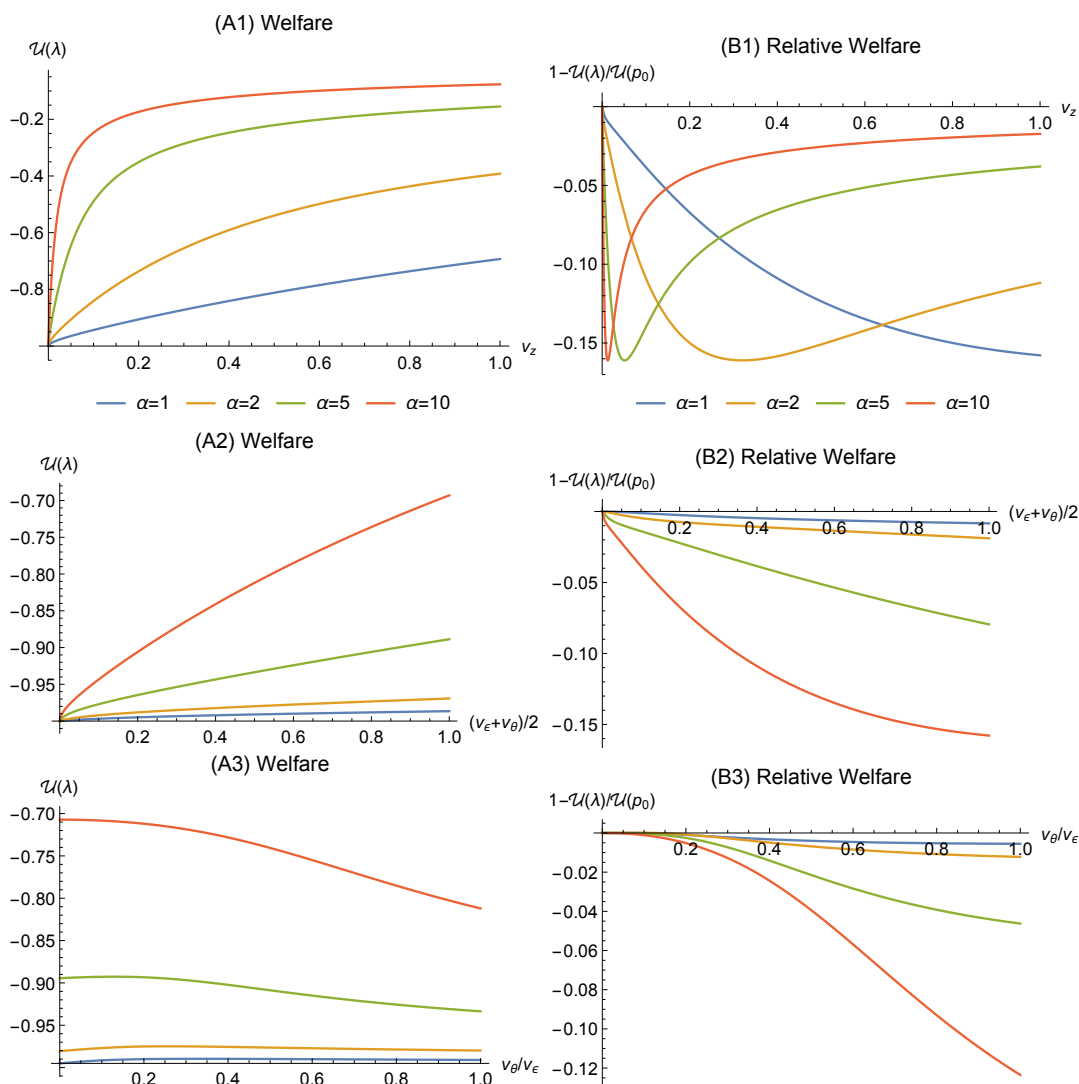 (A1) Welfare
𝒰(λ)
-0.2
-0.4
-0.6
-0.8
0.2 0.4 0.6 0.8 1.0 v_z
α=1 α=2 α=5 α=10
(B1) Relative Welfare
1-𝒰(λ)/𝒰(p₀)
0.2 0.4 0.6 0.8 1.0 v_z
-0.05
-0.10
-0.15
α=1 α=2 α=5 α=10
(A2) Welfare
𝒰(λ)
-0.70
-0.75
-0.80
-0.85
-0.90
-0.95
0.2 0.4 0.6 0.8 1.0 (v_ϵ+v_θ)/2
(B2) Relative Welfare
1-𝒰(λ)/𝒰(p₀)
0.2 0.4 0.6 0.8 1.0 (v_ϵ+v_θ)/2
-0.05
-0.10
-0.15
(A3) Welfare
𝒰(λ)
-0.70
-0.75
-0.80
-0.85
-0.90
-0.95
0.2 0.4 0.6 0.8 1.0 v_θ/v_ϵ
(B3) Relative Welfare
1-𝒰(λ)/𝒰(p₀)
0.2 0.4 0.6 0.8 1.0 v_θ/v_ϵ
-0.02
-0.04
-0.06
-0.08
-0.10
-0.12